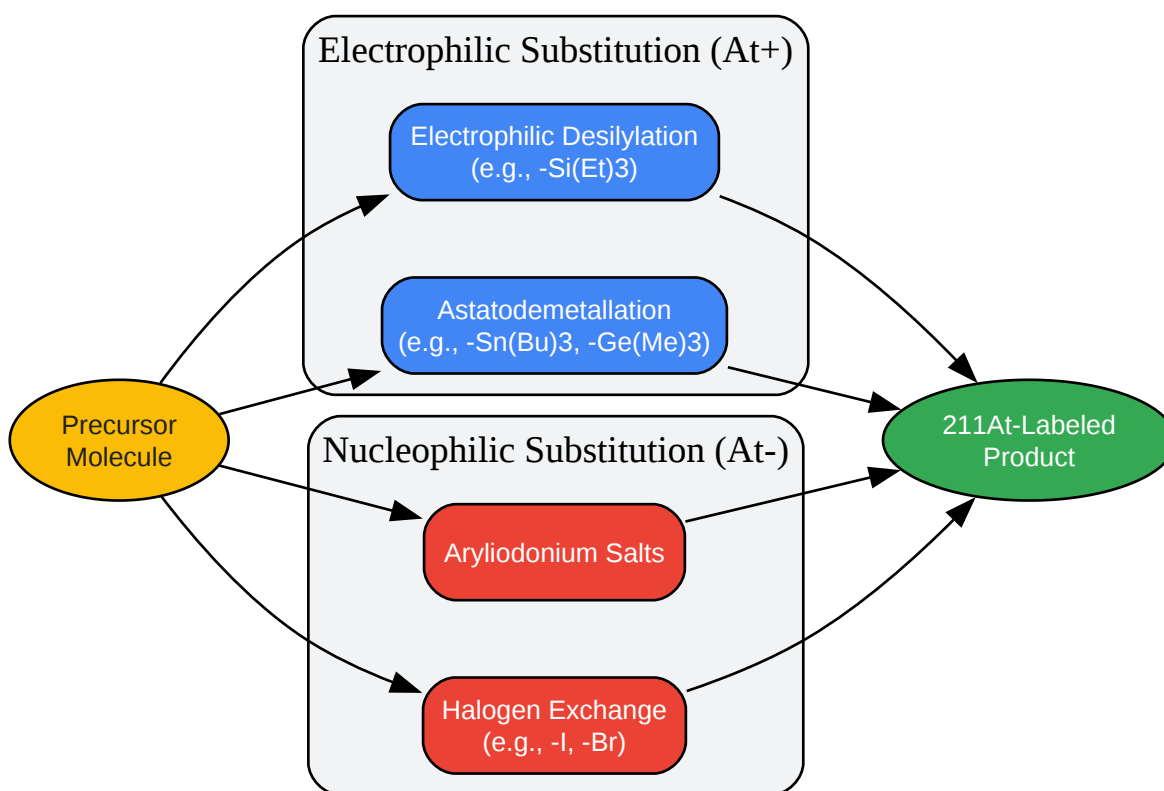 Electrophilic Substitution (At+)
Electrophilic Desilylation
(e.g., -Si(Et)3)
Astatodemetallation
(e.g., -Sn(Bu)3, -Ge(Me)3)
Precursor
Molecule
211At-Labeled
Product
Nucleophilic Substitution (At-)
Aryliodonium Salts
Halogen Exchange
(e.g., -I, -Br)